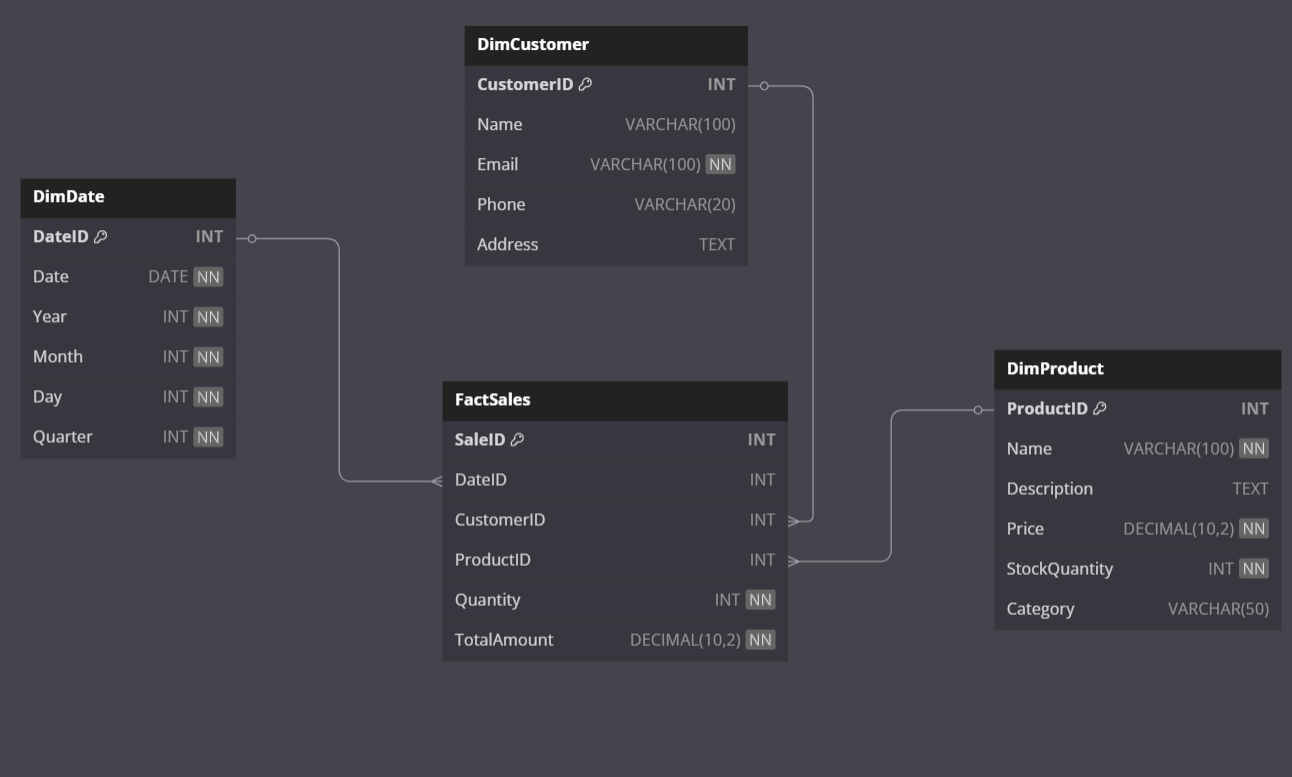 DimCustomer
CustomerID INT
Name VARCHAR(100)
Email VARCHAR(100) NN
Phone VARCHAR(20)
Address TEXT
DimDate
DateID INT
Date DATE NN
Year INT NN
Month INT NN
Day INT NN
Quarter INT NN
FactSales
SaleID INT
DateID INT
CustomerID INT
ProductID INT
Quantity INT NN
TotalAmount DECIMAL(10,2) NN
DimProduct
ProductID INT
Name VARCHAR(100) NN
Description TEXT
Price DECIMAL(10,2) NN
StockQuantity INT NN
Category VARCHAR(50)